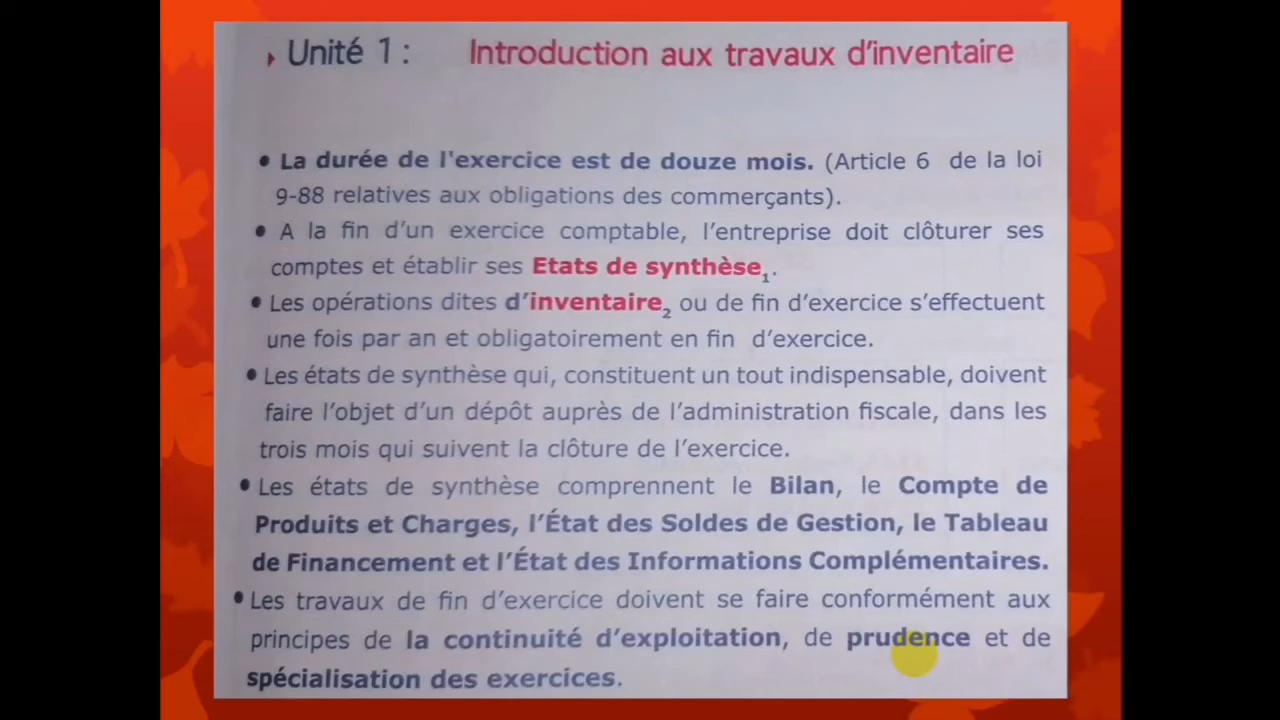 Unité 1 : Introduction aux travaux d'inventaire
• La durée de l'exercice est de douze mois. (Article 6 de la loi
9-88 relatives aux obligations des commerçants).
• A la fin d'un exercice comptable, l'entreprise doit clôturer ses
comptes et établir ses Etats de synthèse₁.
• Les opérations dites d'inventaire₂ ou de fin d'exercice s'effectuent
une fois par an et obligatoirement en fin d'exercice.
• Les états de synthèse qui, constituent un tout indispensable, doivent
faire l'objet d'un dépôt auprès de l'administration fiscale, dans les
trois mois qui suivent la clôture de l'exercice.
• Les états de synthèse comprennent le Bilan, le Compte de
Produits et Charges, l'État des Soldes de Gestion, le Tableau
de Financement et l'État des Informations Complémentaires.
• Les travaux de fin d'exercice doivent se faire conformément aux
principes de la continuité d'exploitation, de prudence et de
spécialisation des exercices.